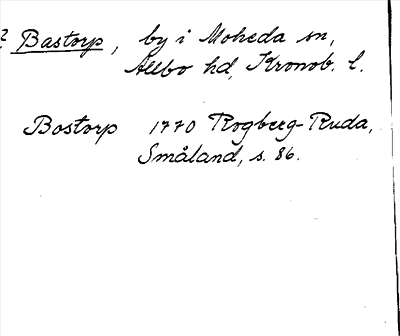 ? Bastorp, by i Moheda sn,
Allbo hd, Kronob. l.
Bostorp 1770 Rogberg-Ruda,
Småland, s. 86.